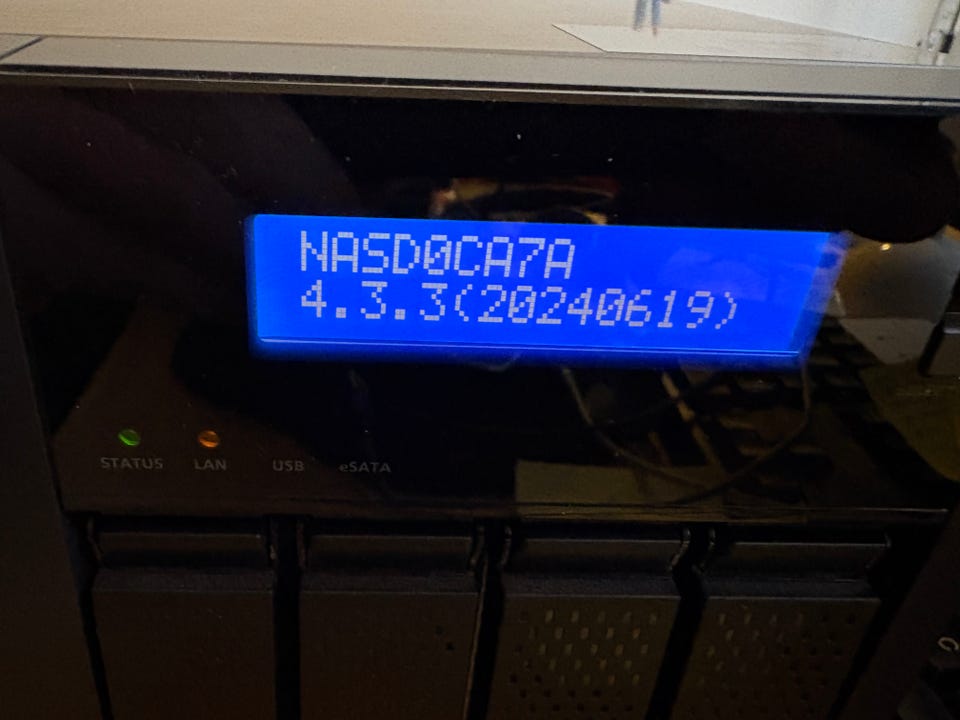 NASD0CA7A
4.3.3(20240619)
STATUS LAN USB eSATA